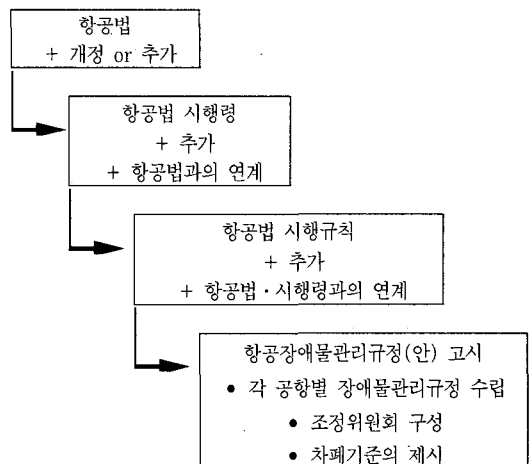 항공법
+ 개정 or 추가
항공법 시행령
+ 추가
+ 항공법과의 연계
항공법 시행규칙
+ 추가
+ 항공법・시행령과의 연계
항공장애물관리규정(안) 고시
• 각 공항별 장애물관리규정 수립
• 조정위원회 구성
• 차폐기준의 제시